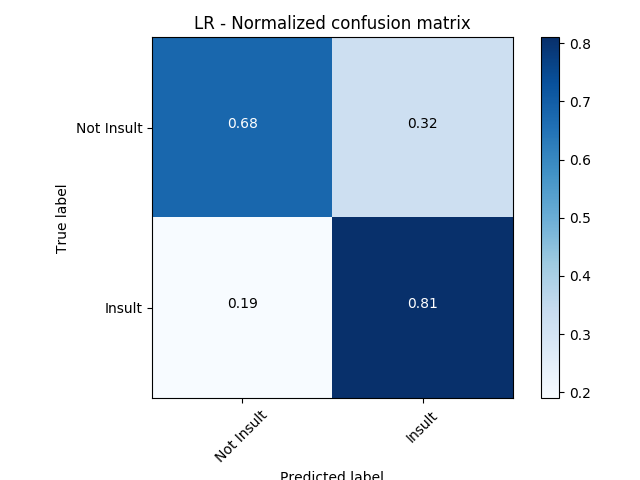 LR - Normalized confusion matrix
Not Insult
0.68
0.32
Insult
0.19
0.81
True label
Not Insult
Insult
Predicted label
0.8
0.7
0.6
0.5
0.4
0.3
0.2